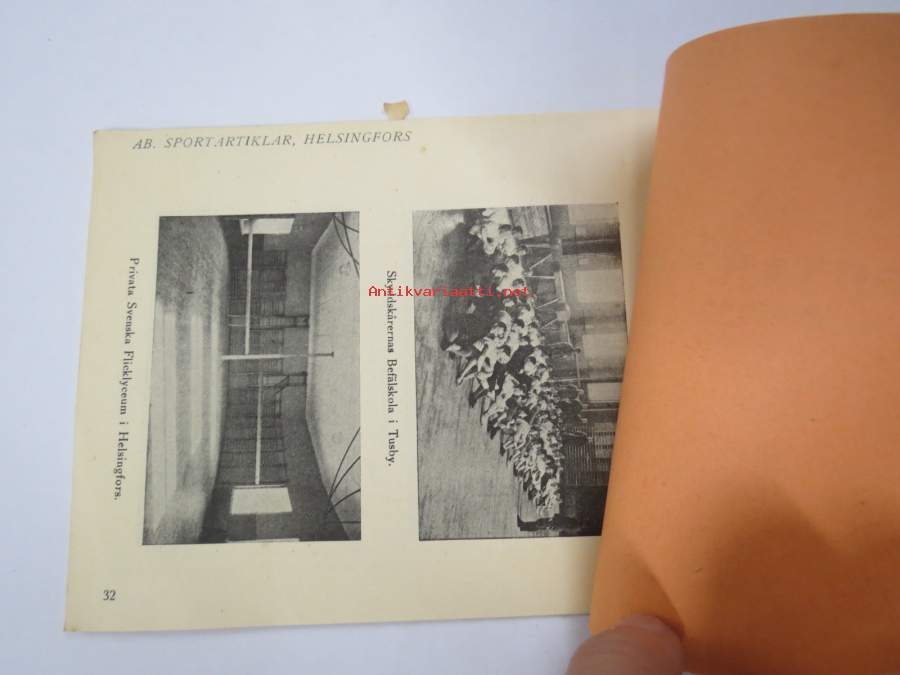 AB. SPORTARTIKLAR, HELSINGFORS
Privata Svenska Flicklyceum i Helsingfors.
Skyddskårernas Befälskola i Tusby.
Antikvariaatti.net
32